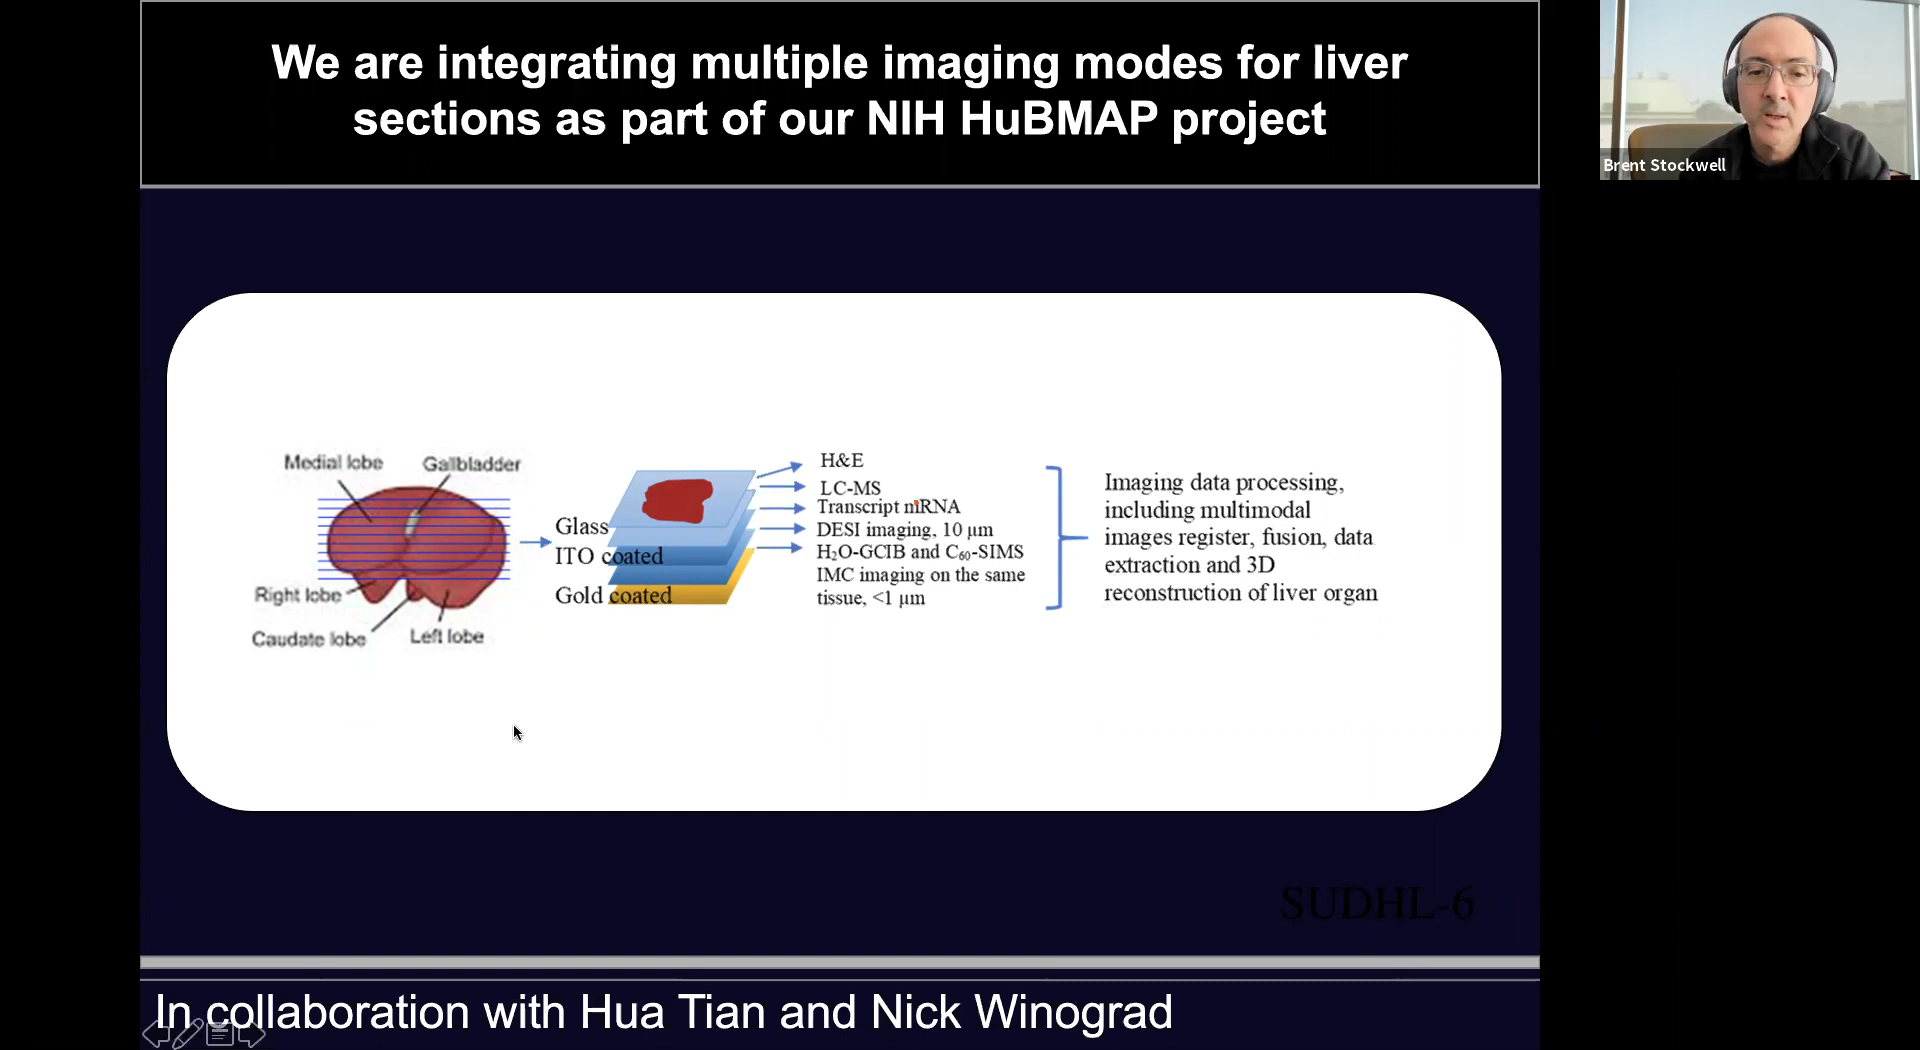 We are integrating multiple imaging modes for liver
sections as part of our NIH HuBMAP project
Brent Stockwell
Medial lobe
Gallbladder
Right lobe
Caudate lobe
Left lobe
Glass
ITO coated
Gold coated
H&E
LC-MS
Transcript mRNA
DESI imaging, 10 µm
H₂O-GCIB and C₆₀-SIMS
IMC imaging on the same
tissue, <1 µm
Imaging data processing,
including multimodal
images register, fusion, data
extraction and 3D
reconstruction of liver organ
SUDHL-6
In collaboration with Hua Tian and Nick Winograd